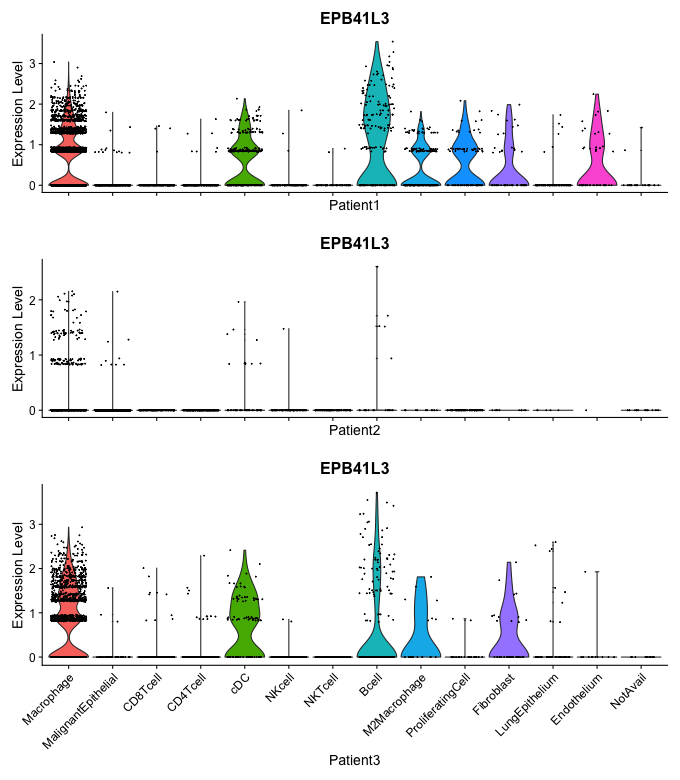 EPB41L3
Expression Level
3
2
1
0
Patient1
EPB41L3
Expression Level
2
1
0
Patient2
EPB41L3
Expression Level
3
2
1
0
Macrophage
MalignantEpithelial
CD8Tcell
CD4Tcell
cDC
NKcell
NKTcell
Bcell
M2Macrophage
ProliferatingCell
Fibroblast
LungEpithelium
Endothelium
NotAvail
Patient3